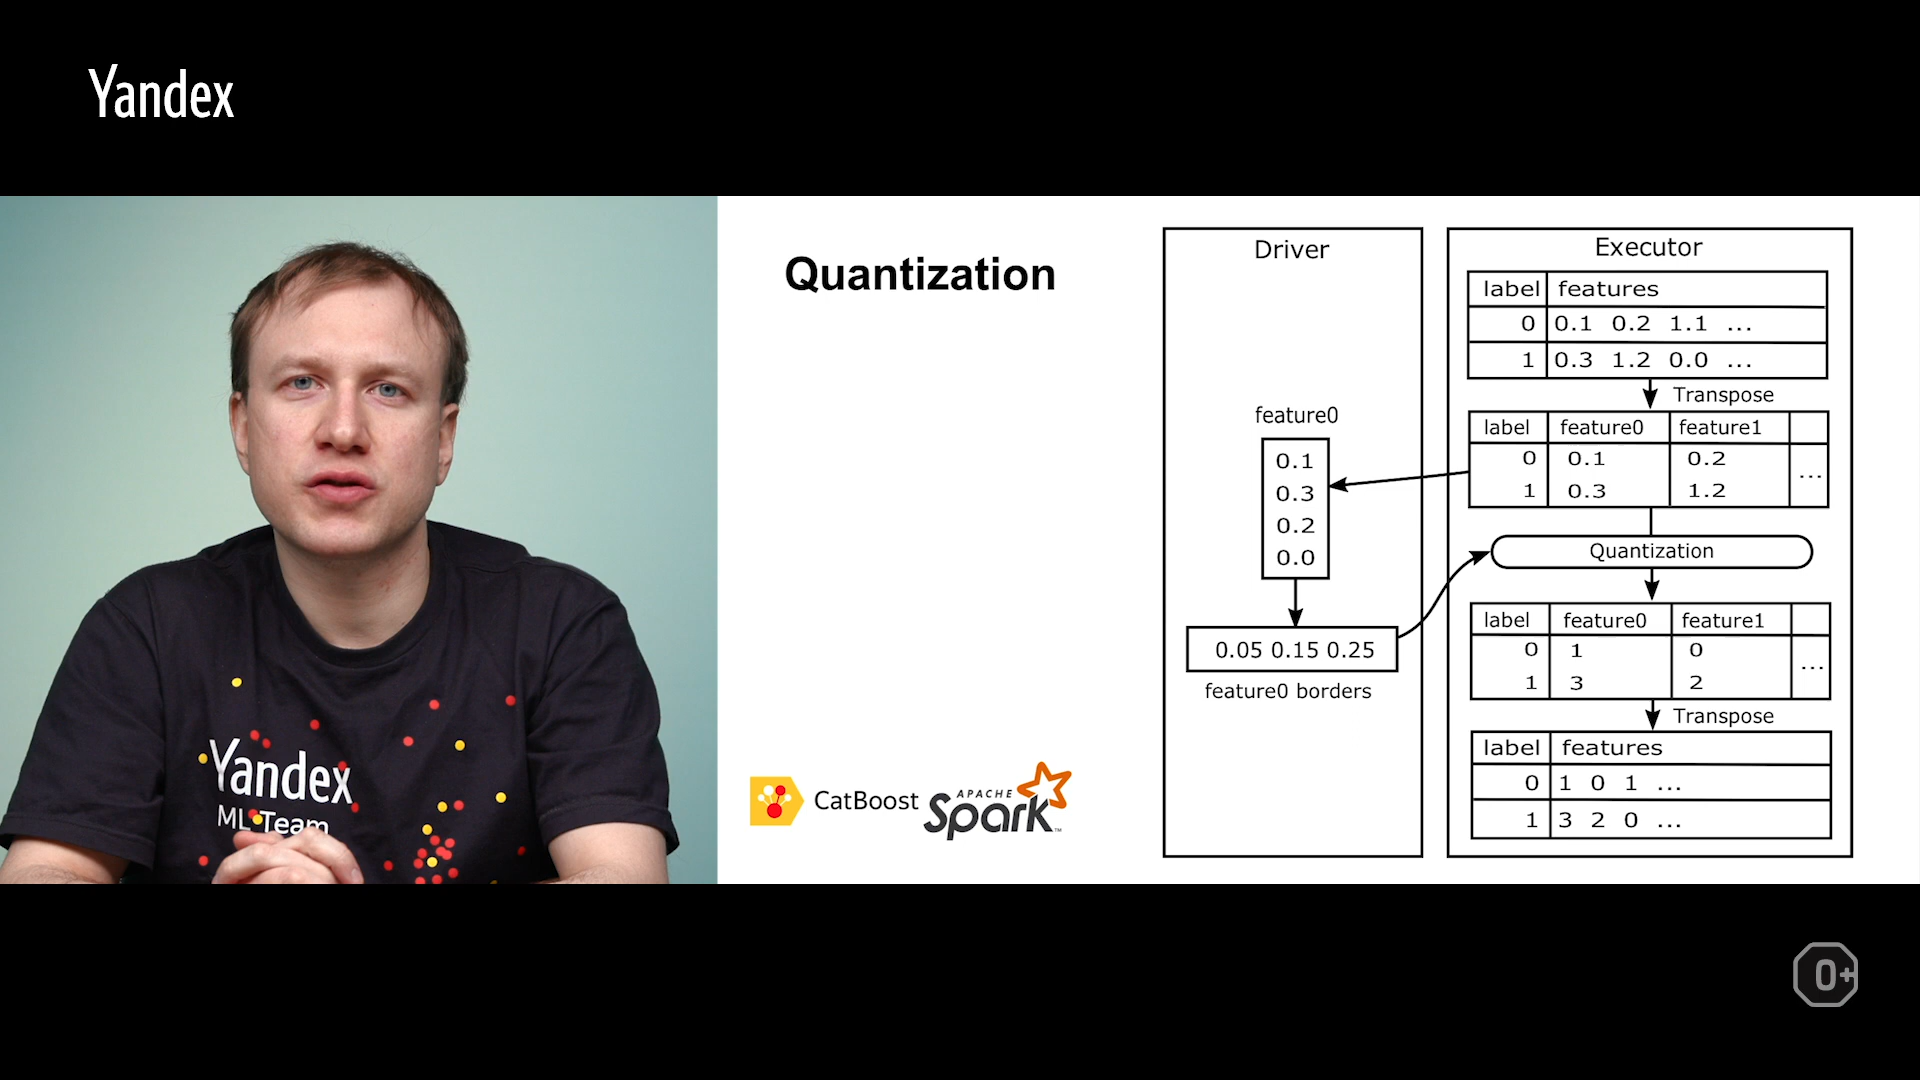 Yandex
Yandex
ML Team
Quantization
CatBoost
APACHE
Spark™
Driver
feature0
0.1
0.3
0.2
0.0
0.05 0.15 0.25
feature0 borders
Executor
label features
0 0.1 0.2 1.1 ...
1 0.3 1.2 0.0 ...
Transpose
label feature0 feature1
0 0.1 0.2 ...
1 0.3 1.2
Quantization
label feature0 feature1
0 1 0 ...
1 3 2
Transpose
label features
0 1 0 1 ...
1 3 2 0 ...
0+